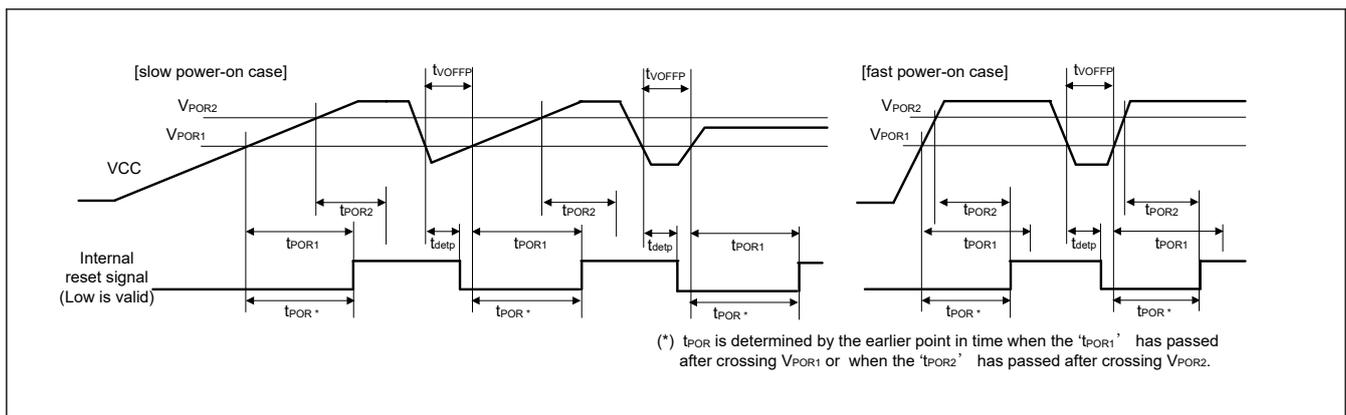 [slow power-on case]
tVOFFP
tVOFFP
[fast power-on case]
tVOFFP
VPOR2
VPOR2
VPOR1
VPOR1
VCC
tPOR2
tPOR2
tPOR2
tPOR2
tPOR1
tdetp
tPOR1
tdetp
tPOR1
tPOR1
tdetp
tPOR1
Internal
reset signal
(Low is valid)
tPOR *
tPOR *
tPOR *
tPOR *
tPOR *
(*) tPOR is determined by the earlier point in time when the ‘tPOR1’ has passed
after crossing VPOR1 or when the ‘tPOR2’ has passed after crossing VPOR2.